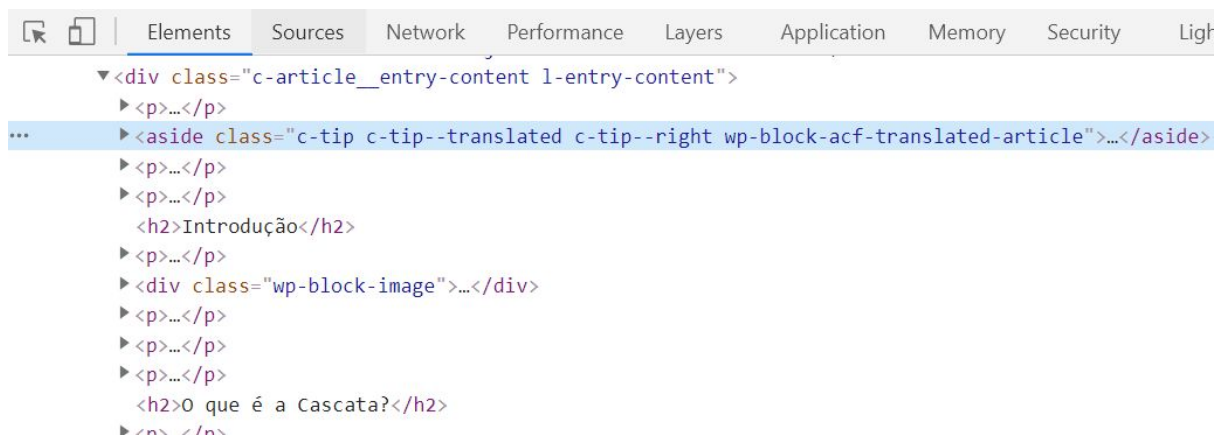 Elements Sources Network Performance Layers Application Memory Security
▼<div class="c-article__entry-content l-entry-content">
▶<p>…</p>
… ▶<aside class="c-tip c-tip--translated c-tip--right wp-block-acf-translated-article">…</aside>
▶<p>…</p>
▶<p>…</p>
<h2>Introdução</h2>
▶<p>…</p>
▶<div class="wp-block-image">…</div>
▶<p>…</p>
▶<p>…</p>
▶<p>…</p>
<h2>O que é a Cascata?</h2>